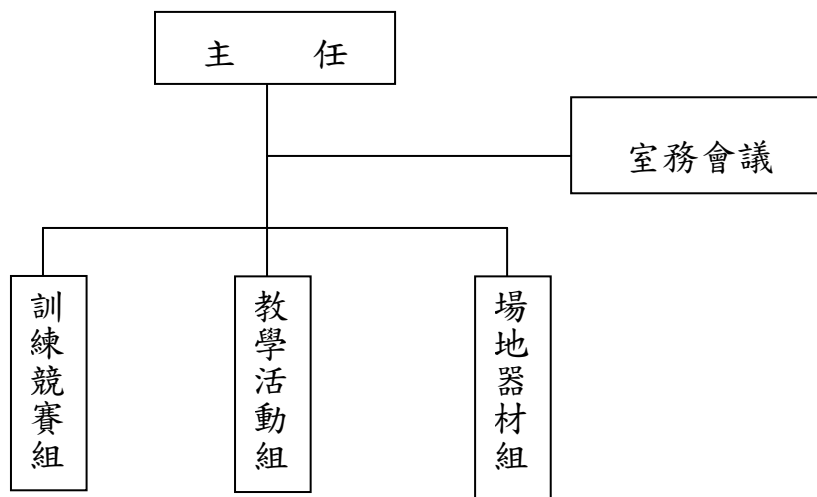 主 任
室務會議
訓練競賽組
教學活動組
場地器材組